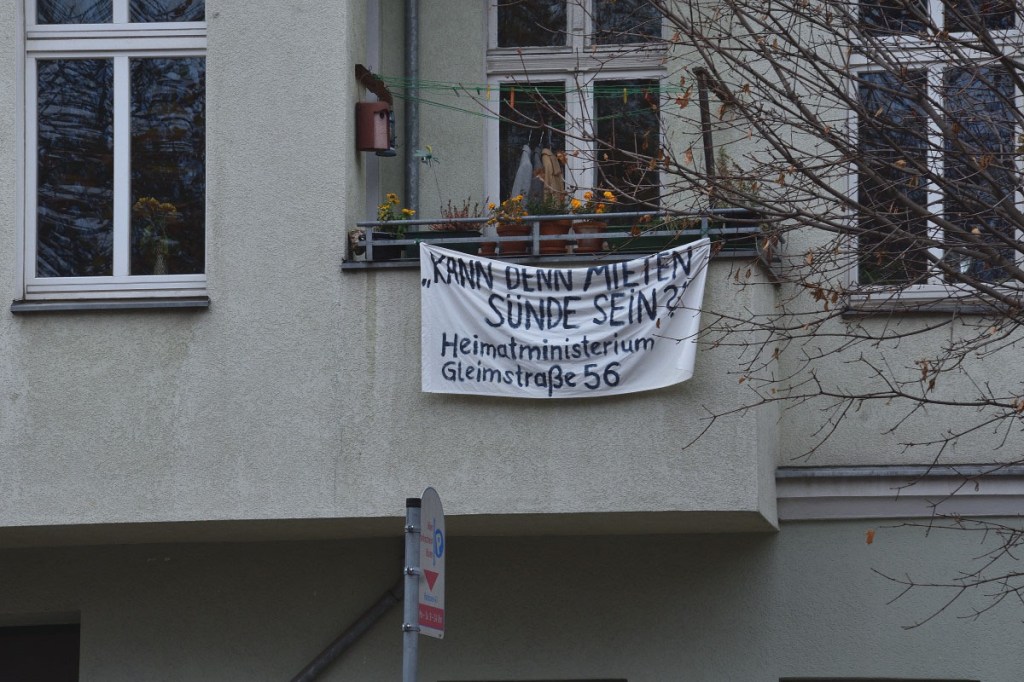 „KANN DENN MIETEN
SÜNDE SEIN,?“
Heimatministerium
Gleimstraße 56
P